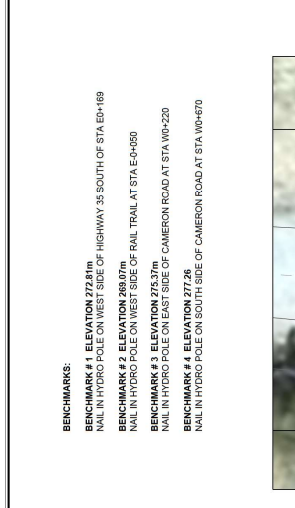 BENCHMARKS:
BENCHMARK # 1 ELEVATION 272.81m
NAIL IN HYDRO POLE ON WEST SIDE OF HIGHWAY 35 SOUTH OF STA E0+169
BENCHMARK # 2 ELEVATION 269.07m
NAIL IN HYDRO POLE ON WEST SIDE OF RAIL TRAIL AT STA E-0+050
BENCHMARK # 3 ELEVATION 275.37m
NAIL IN HYDRO POLE ON EAST SIDE OF CAMERON ROAD AT STA W0+220
BENCHMARK # 4 ELEVATION 277.26
NAIL IN HYDRO POLE ON SOUTH SIDE OF CAMERON ROAD AT STA W0+670